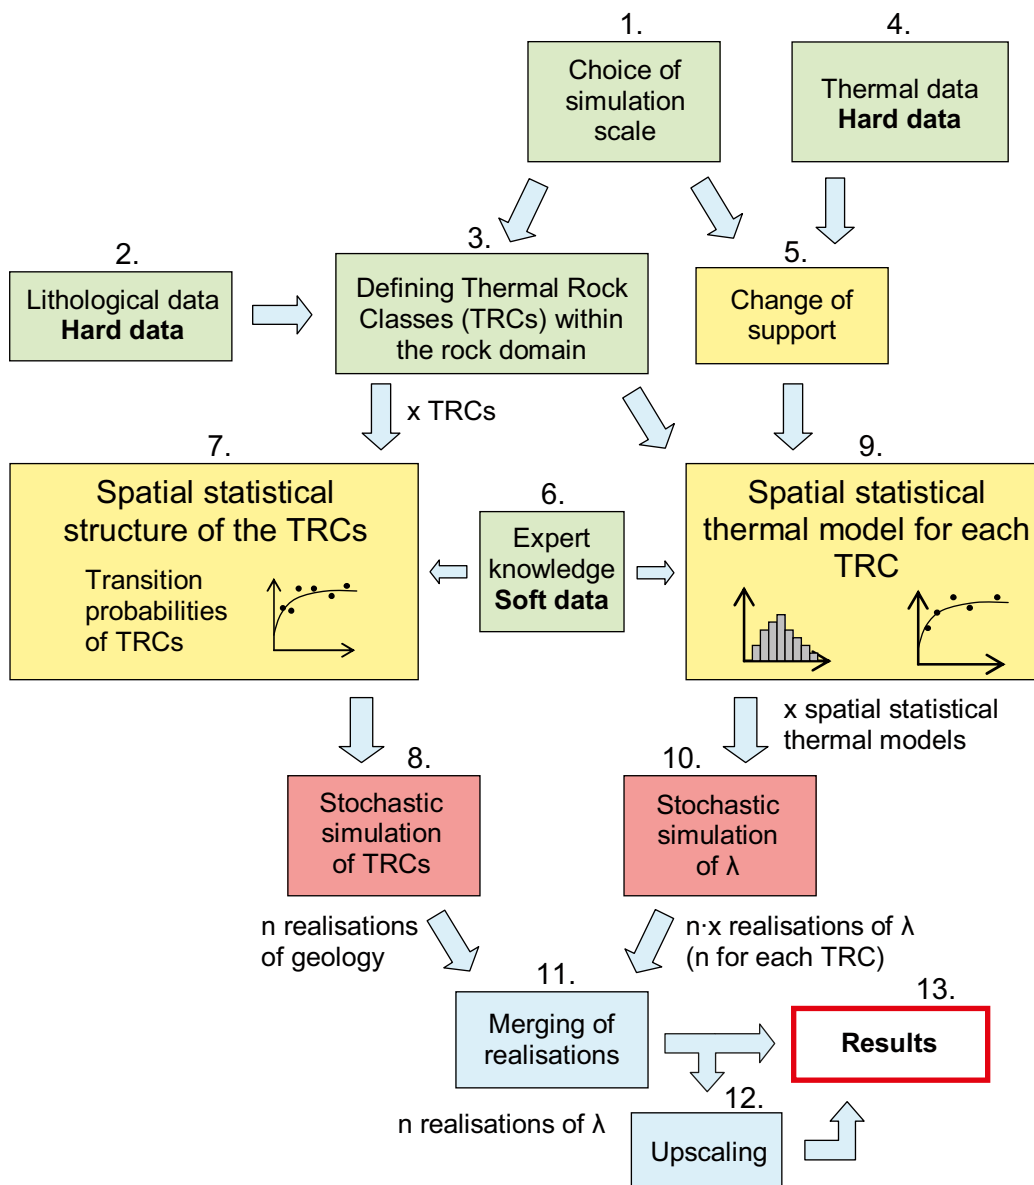 1.
Choice of
simulation
scale
4.
Thermal data
Hard data
2.
Lithological data
Hard data
3.
Defining Thermal Rock
Classes (TRCs) within
the rock domain
5.
Change of
support
x TRCs
7.
Spatial statistical
structure of the TRCs
Transition
probabilities
of TRCs
6.
Expert
knowledge
Soft data
9.
Spatial statistical
thermal model for each
TRC
x spatial statistical
thermal models
8.
Stochastic
simulation
of TRCs
10.
Stochastic
simulation
of λ
n realisations
of geology
n·x realisations of λ
(n for each TRC)
11.
Merging of
realisations
13.
Results
n realisations of λ
12.
Upscaling